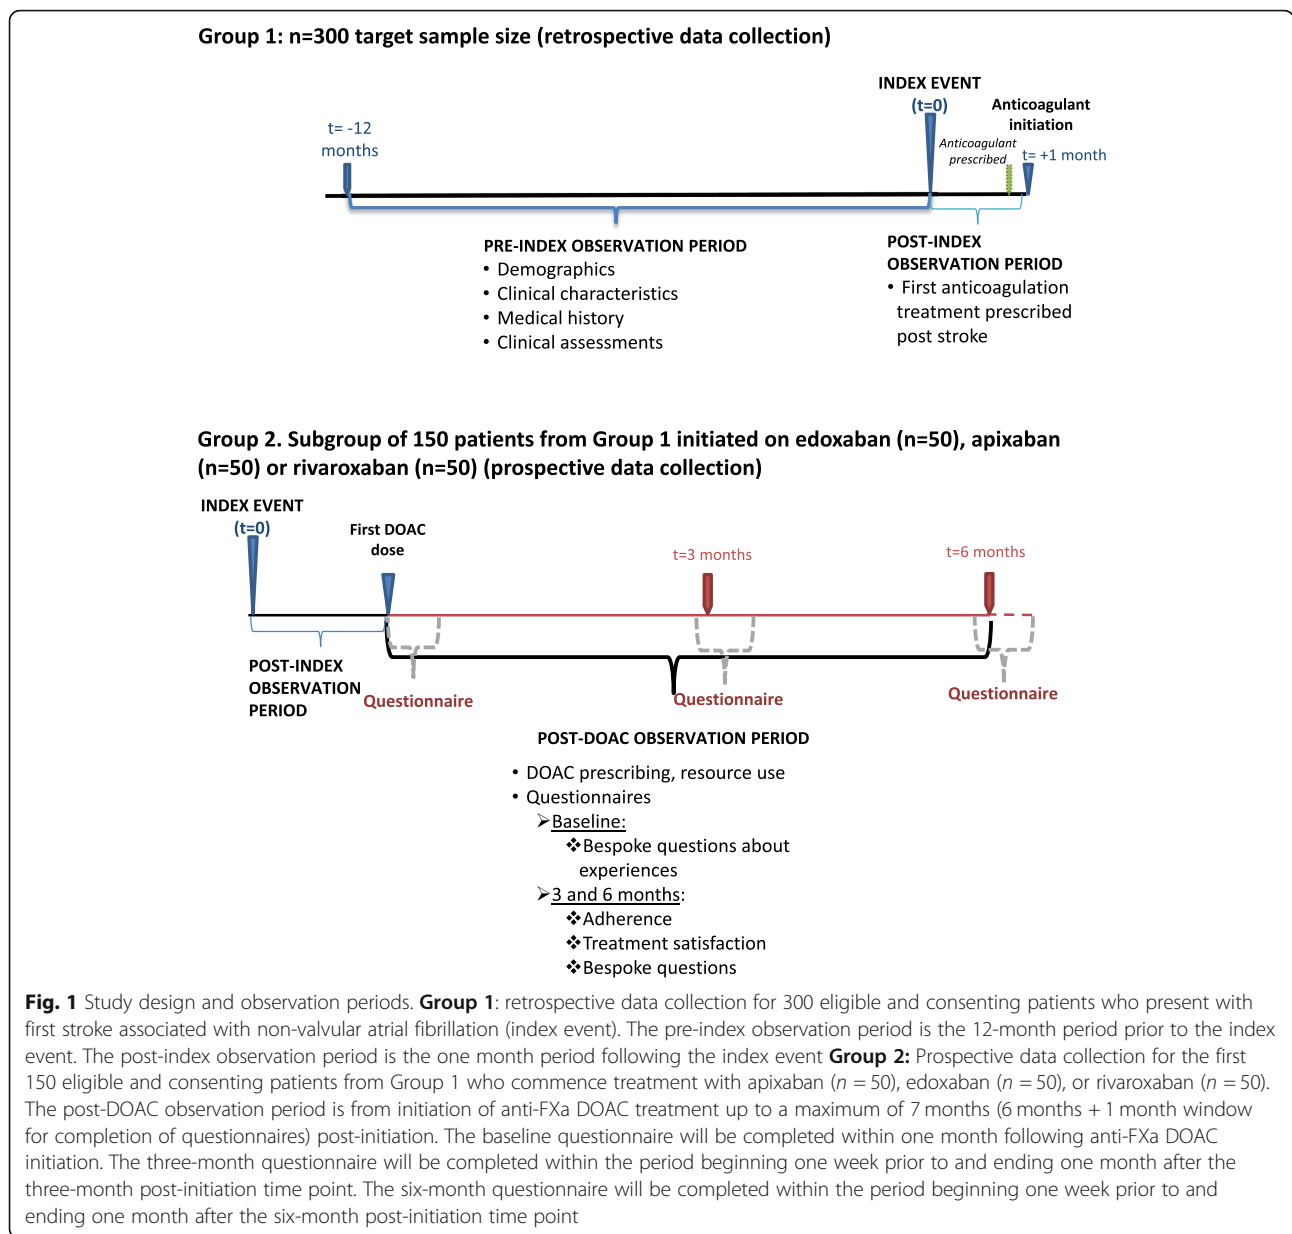 Group 1: n=300 target sample size (retrospective data collection)
INDEX EVENT
(t=0)
Anticoagulant
initiation
t= -12
months
Anticoagulant
prescribed
t= +1 month
PRE-INDEX OBSERVATION PERIOD
• Demographics
• Clinical characteristics
• Medical history
• Clinical assessments
POST-INDEX
OBSERVATION PERIOD
• First anticoagulation
treatment prescribed
post stroke
Group 2. Subgroup of 150 patients from Group 1 initiated on edoxaban (n=50), apixaban
(n=50) or rivaroxaban (n=50) (prospective data collection)
INDEX EVENT
(t=0)
First DOAC
dose
t=3 months
t=6 months
POST-INDEX
OBSERVATION
PERIOD
Questionnaire
Questionnaire
Questionnaire
POST-DOAC OBSERVATION PERIOD
• DOAC prescribing, resource use
• Questionnaires
➢Baseline:
❖Bespoke questions about
experiences
➢3 and 6 months:
❖Adherence
❖Treatment satisfaction
❖Bespoke questions
Fig. 1 Study design and observation periods. Group 1: retrospective data collection for 300 eligible and consenting patients who present with
first stroke associated with non-valvular atrial fibrillation (index event). The pre-index observation period is the 12-month period prior to the index
event. The post-index observation period is the one month period following the index event Group 2: Prospective data collection for the first
150 eligible and consenting patients from Group 1 who commence treatment with apixaban (n = 50), edoxaban (n = 50), or rivaroxaban (n = 50).
The post-DOAC observation period is from initiation of anti-FXa DOAC treatment up to a maximum of 7 months (6 months + 1 month window
for completion of questionnaires) post-initiation. The baseline questionnaire will be completed within one month following anti-FXa DOAC
initiation. The three-month questionnaire will be completed within the period beginning one week prior to and ending one month after the
three-month post-initiation time point. The six-month questionnaire will be completed within the period beginning one week prior to and
ending one month after the six-month post-initiation time point